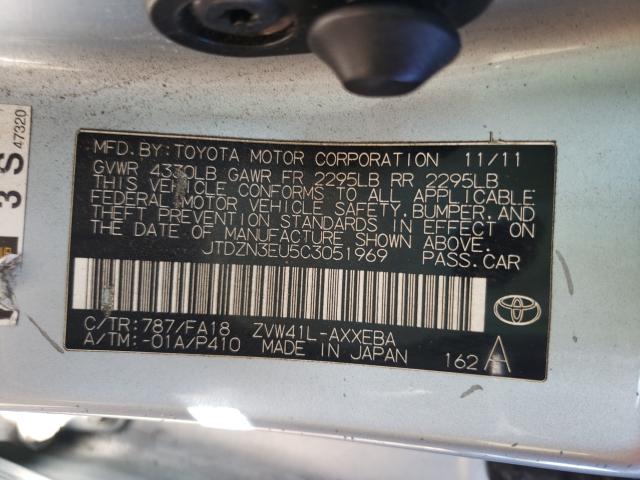 MFD. BY: TOYOTA MOTOR CORPORATION 11/11
GVWR 4330LB GAWR FR 2295LB RR 2295LB
THIS VEHICLE CONFORMS TO ALL APPLICABLE
FEDERAL MOTOR VEHICLE SAFETY, BUMPER, AND
THEFT PREVENTION STANDARDS IN EFFECT ON
THE DATE OF MANUFACTURE SHOWN ABOVE.
JTDZN3EU5C3051969 PASS. CAR
C/TR: 787/FA18 ZVW41L-AXXEBA
A/TM: -01A/P410 MADE IN JAPAN 162 A
3 S
47320